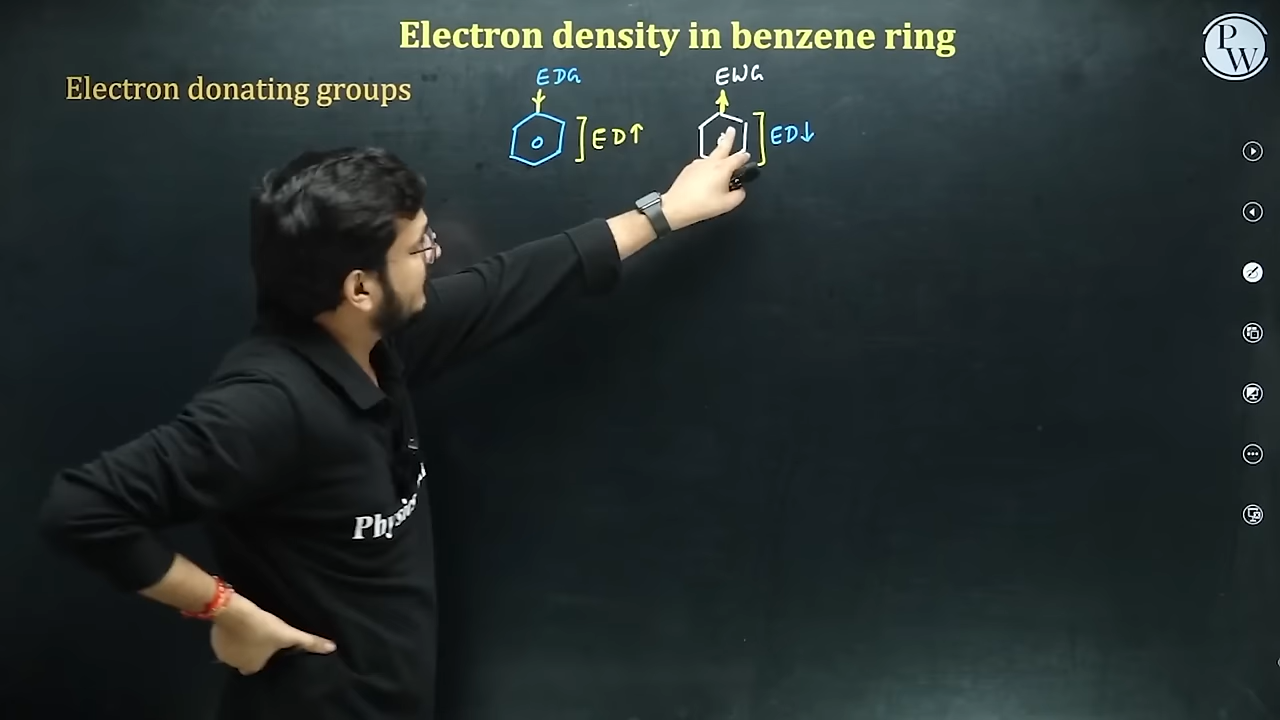 Electron density in benzene ring
PW
Electron donating groups
EDG
EWG
ED↑
ED↓
Physics